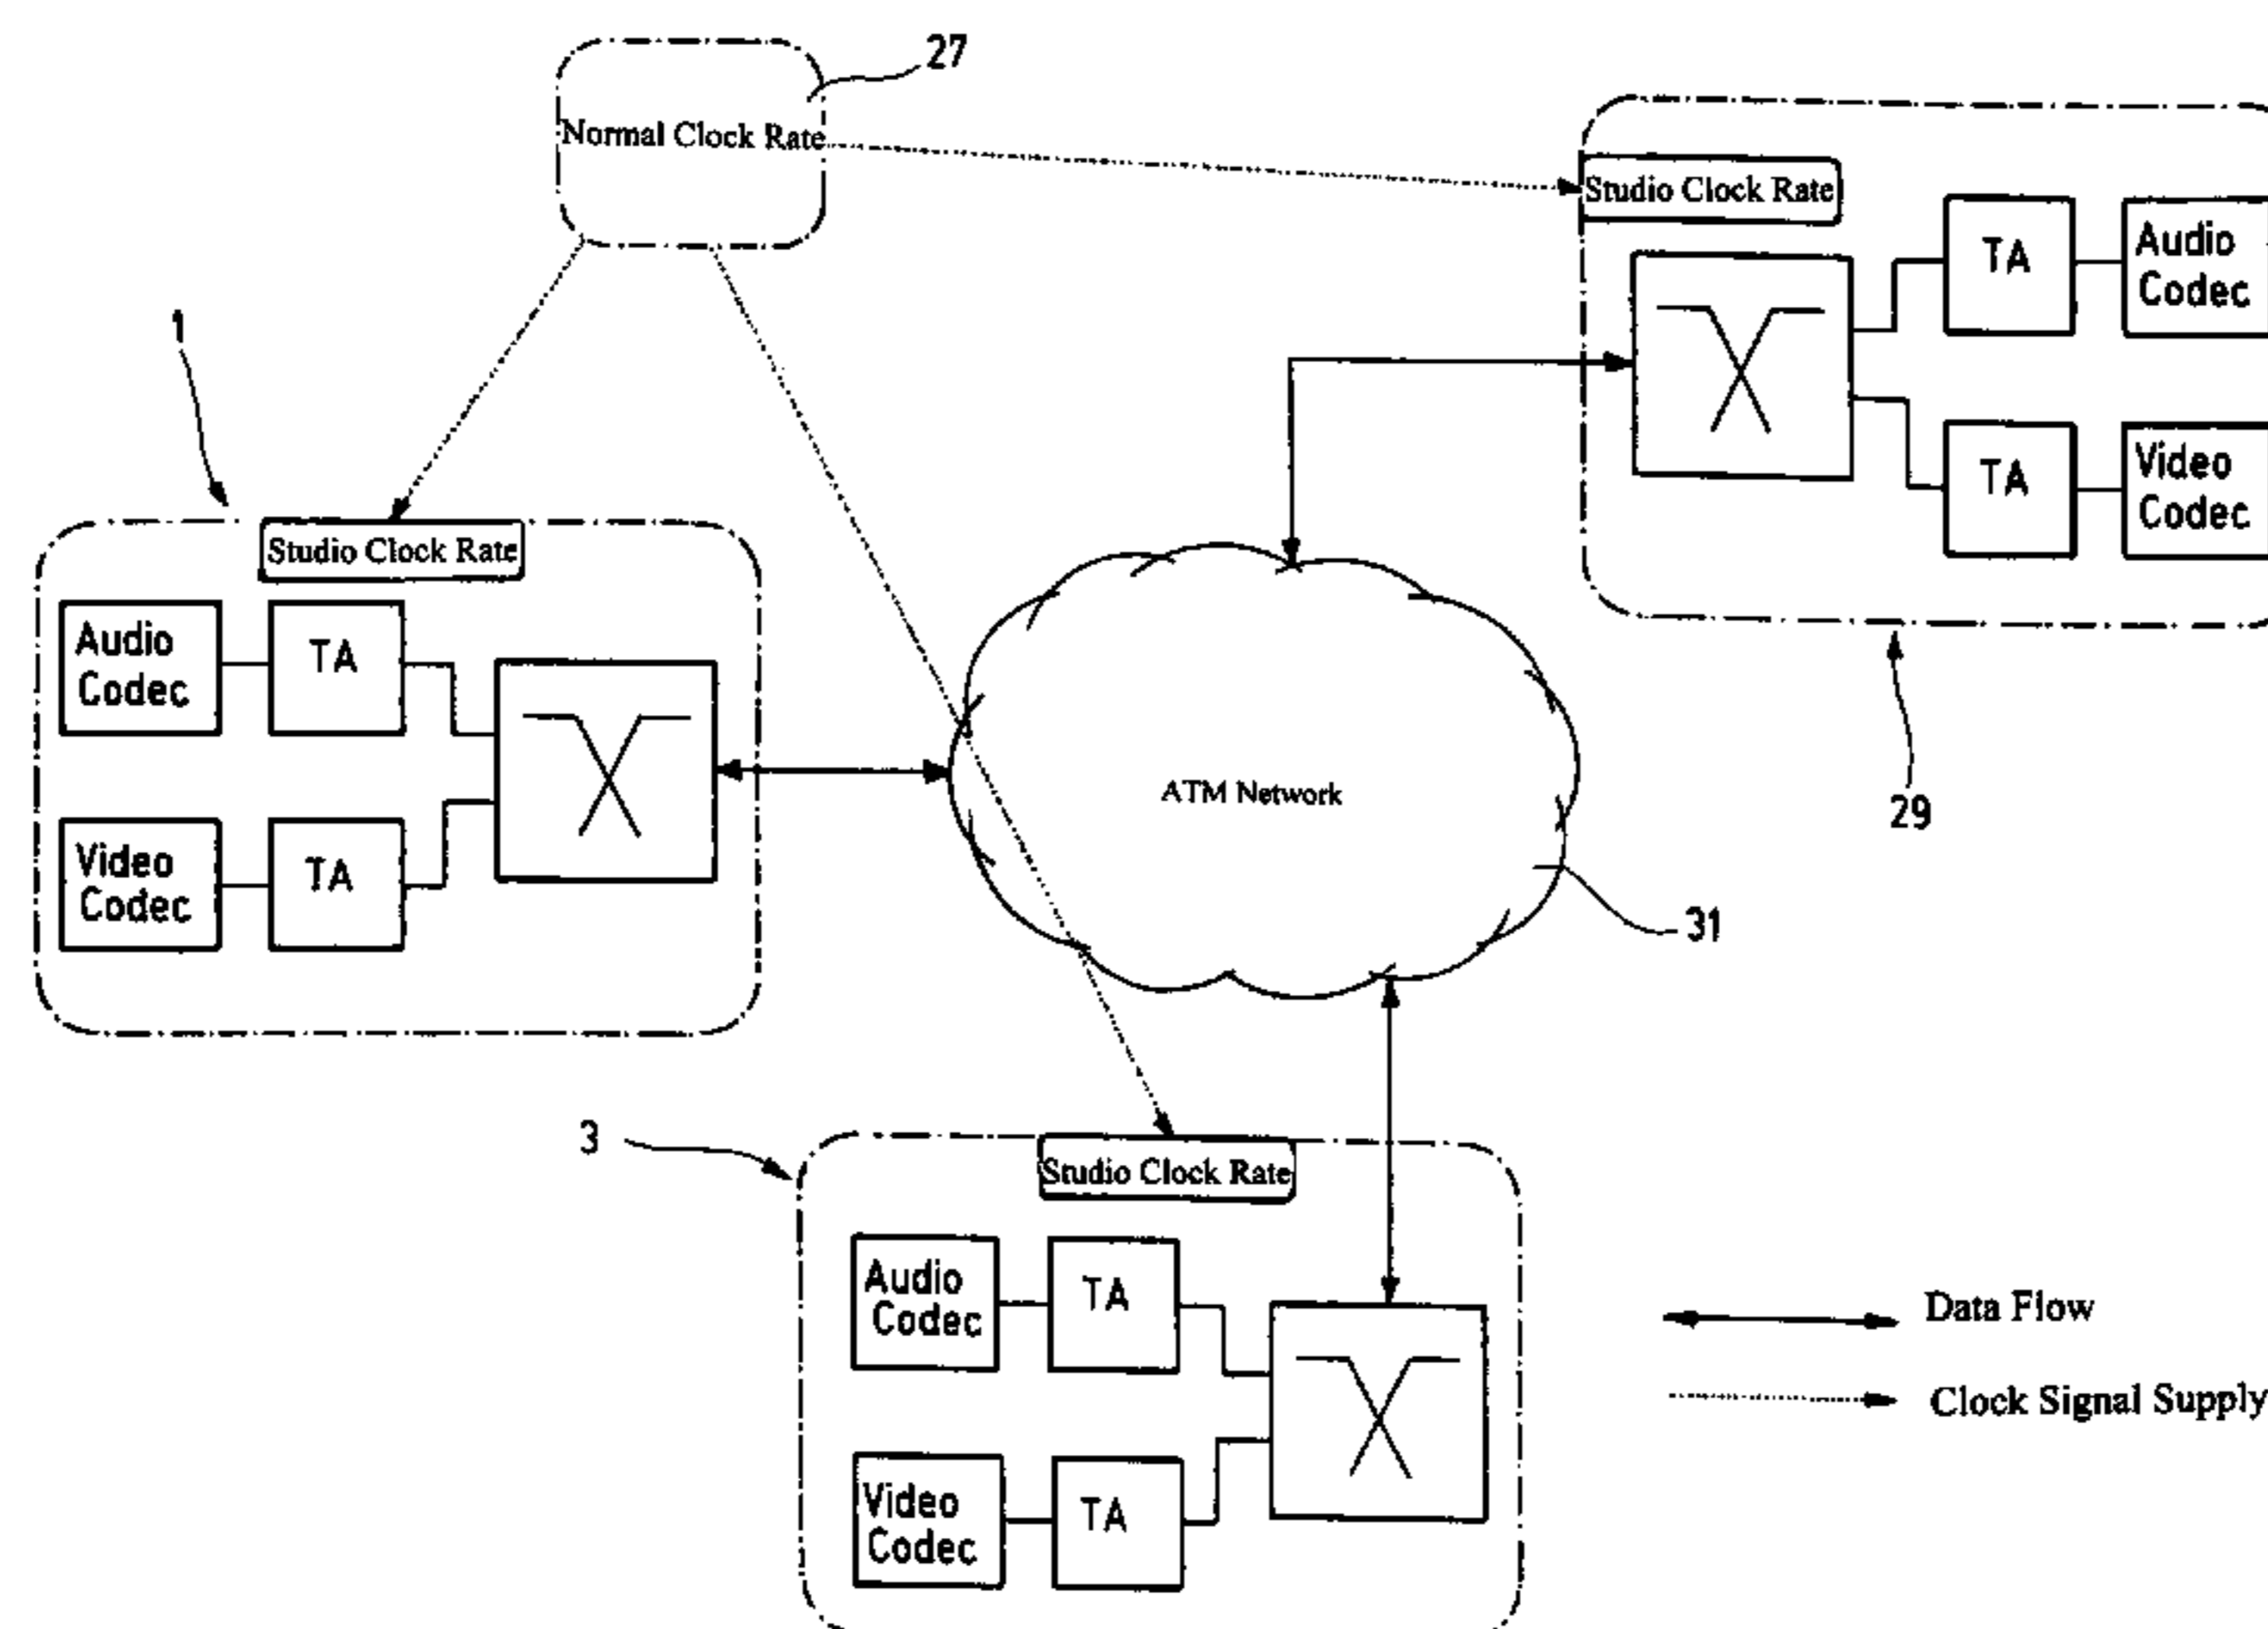 27
Normal Clock Rate
Studio Clock Rate
TA
Audio
Codec
TA
Video
Codec
29
1
Studio Clock Rate
Audio
Codec
TA
Video
Codec
TA
ATM Network
31
3
Studio Clock Rate
Audio
Codec
TA
Video
Codec
TA
Data Flow
Clock Signal Supply